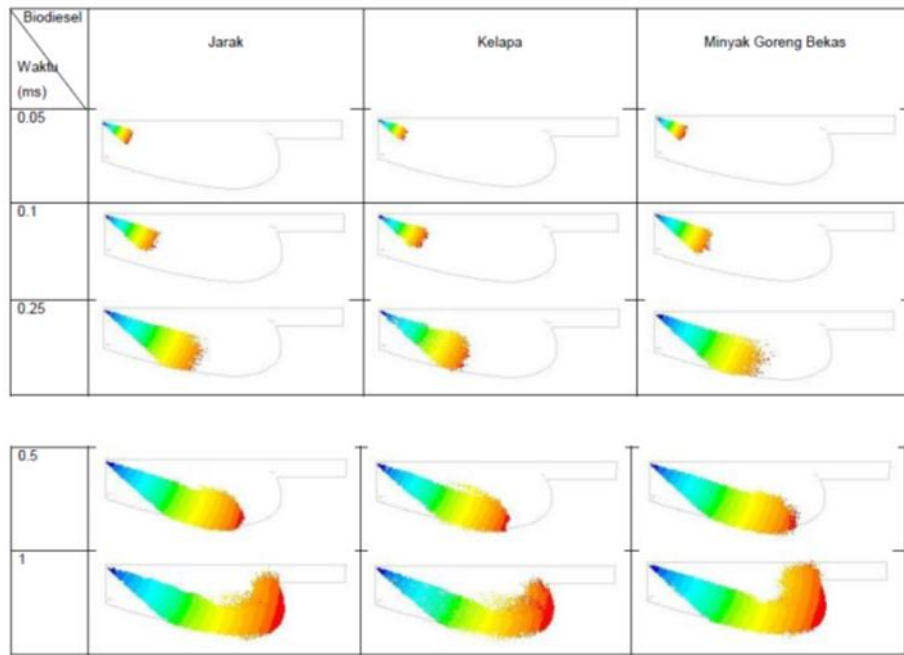 Biodiesel
Waktu
(ms)
Jarak
Kelapa
Minyak Goreng Bekas
0.05
0.1
0.25
0.5
1